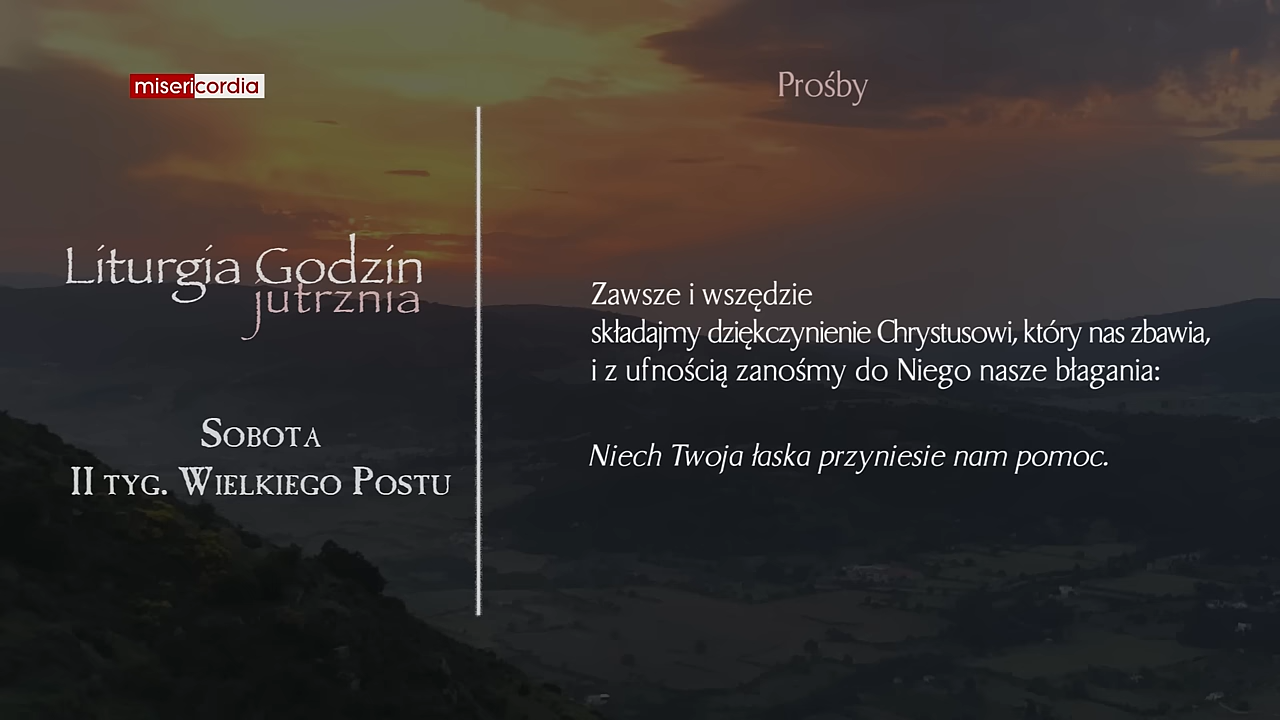 misericordia
Prośby
Liturgia Godzin
jutrznia
Sobota
II tyg. Wielkiego Postu
Zawsze i wszędzie
składajmy dziękczynienie Chrystusowi, który nas zbawia,
i z ufnością zanośmy do Niego nasze błagania:
Niech Twoja łaska przyniesie nam pomoc.